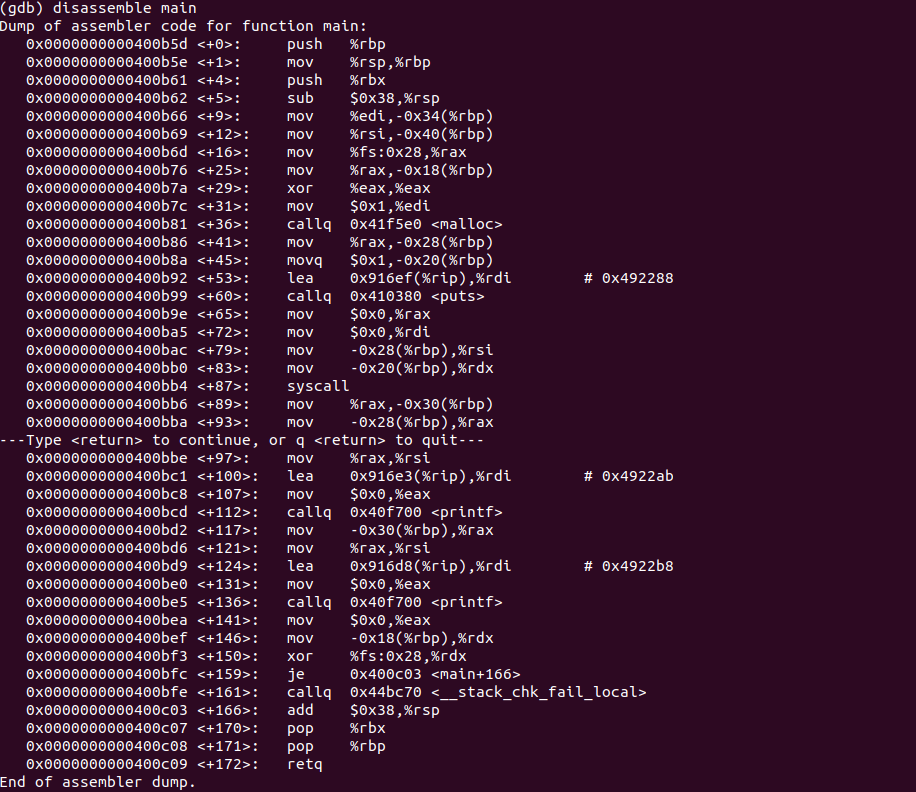 (gdb) disassemble main
Dump of assembler code for function main:
   0x0000000000400b5d <+0>:     push   %rbp
   0x0000000000400b5e <+1>:     mov    %rsp,%rbp
   0x0000000000400b61 <+4>:     push   %rbx
   0x0000000000400b62 <+5>:     sub    $0x38,%rsp
   0x0000000000400b66 <+9>:     mov    %edi,-0x34(%rbp)
   0x0000000000400b69 <+12>:    mov    %rsi,-0x40(%rbp)
   0x0000000000400b6d <+16>:    mov    %fs:0x28,%rax
   0x0000000000400b76 <+25>:    mov    %rax,-0x18(%rbp)
   0x0000000000400b7a <+29>:    xor    %eax,%eax
   0x0000000000400b7c <+31>:    mov    $0x1,%edi
   0x0000000000400b81 <+36>:    callq  0x41f5e0 <malloc>
   0x0000000000400b86 <+41>:    mov    %rax,-0x28(%rbp)
   0x0000000000400b8a <+45>:    movq   $0x1,-0x20(%rbp)
   0x0000000000400b92 <+53>:    lea    0x916ef(%rip),%rdi        # 0x492288
   0x0000000000400b99 <+60>:    callq  0x410380 <puts>
   0x0000000000400b9e <+65>:    mov    $0x0,%rax
   0x0000000000400ba5 <+72>:    mov    $0x0,%rdi
   0x0000000000400bac <+79>:    mov    -0x28(%rbp),%rsi
   0x0000000000400bb0 <+83>:    mov    -0x20(%rbp),%rdx
   0x0000000000400bb4 <+87>:    syscall
   0x0000000000400bb6 <+89>:    mov    %rax,-0x30(%rbp)
   0x0000000000400bba <+93>:    mov    -0x28(%rbp),%rax
---Type <return> to continue, or q <return> to quit---
   0x0000000000400bbe <+97>:    mov    %rax,%rsi
   0x0000000000400bc1 <+100>:   lea    0x916e3(%rip),%rdi        # 0x4922ab
   0x0000000000400bc8 <+107>:   mov    $0x0,%eax
   0x0000000000400bcd <+112>:   callq  0x40f700 <printf>
   0x0000000000400bd2 <+117>:   mov    -0x30(%rbp),%rax
   0x0000000000400bd6 <+121>:   mov    %rax,%rsi
   0x0000000000400bd9 <+124>:   lea    0x916d8(%rip),%rdi        # 0x4922b8
   0x0000000000400be0 <+131>:   mov    $0x0,%eax
   0x0000000000400be5 <+136>:   callq  0x40f700 <printf>
   0x0000000000400bea <+141>:   mov    $0x0,%eax
   0x0000000000400bef <+146>:   mov    -0x18(%rbp),%rdx
   0x0000000000400bf3 <+150>:   xor    %fs:0x28,%rdx
   0x0000000000400bfc <+159>:   je     0x400c03 <main+166>
   0x0000000000400bfe <+161>:   callq  0x44bc70 <__stack_chk_fail_local>
   0x0000000000400c03 <+166>:   add    $0x38,%rsp
   0x0000000000400c07 <+170>:   pop    %rbx
   0x0000000000400c08 <+171>:   pop    %rbp
   0x0000000000400c09 <+172>:   retq
End of assembler dump.